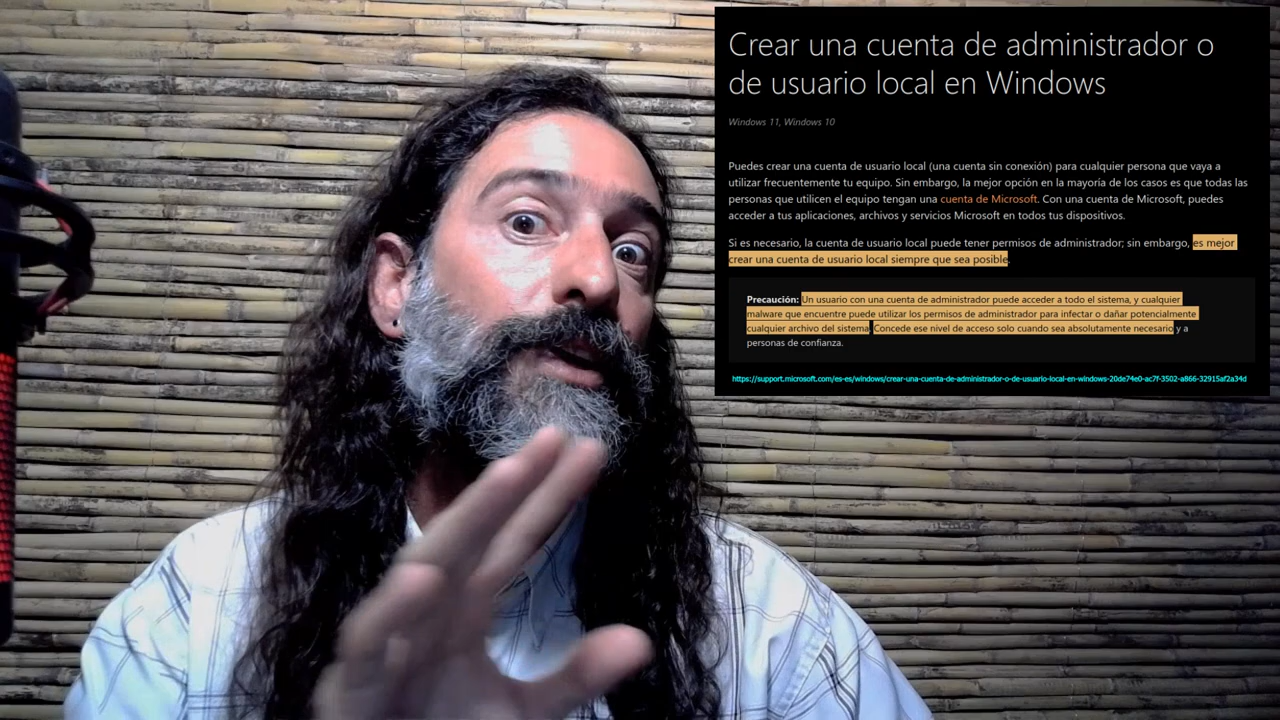 Crear una cuenta de administrador o
de usuario local en Windows
Windows 11, Windows 10
Puedes crear una cuenta de usuario local (una cuenta sin conexión) para cualquier persona que vaya a
utilizar frecuentemente tu equipo. Sin embargo, la mejor opción en la mayoría de los casos es que todas las
personas que utilicen el equipo tengan una cuenta de Microsoft. Con una cuenta de Microsoft, puedes
acceder a tus aplicaciones, archivos y servicios Microsoft en todos tus dispositivos.
Si es necesario, la cuenta de usuario local puede tener permisos de administrador; sin embargo, es mejor
crear una cuenta de usuario local siempre que sea posible.
Precaución: Un usuario con una cuenta de administrador puede acceder a todo el sistema, y cualquier
malware que encuentre puede utilizar los permisos de administrador para infectar o dañar potencialmente
cualquier archivo del sistema. Concede ese nivel de acceso solo cuando sea absolutamente necesario y a
personas de confianza.
https://support.microsoft.com/es-es/windows/crear-una-cuenta-de-administrador-o-de-usuario-local-en-windows-20de74e0-ac7f-3502-a866-32915af2a34d